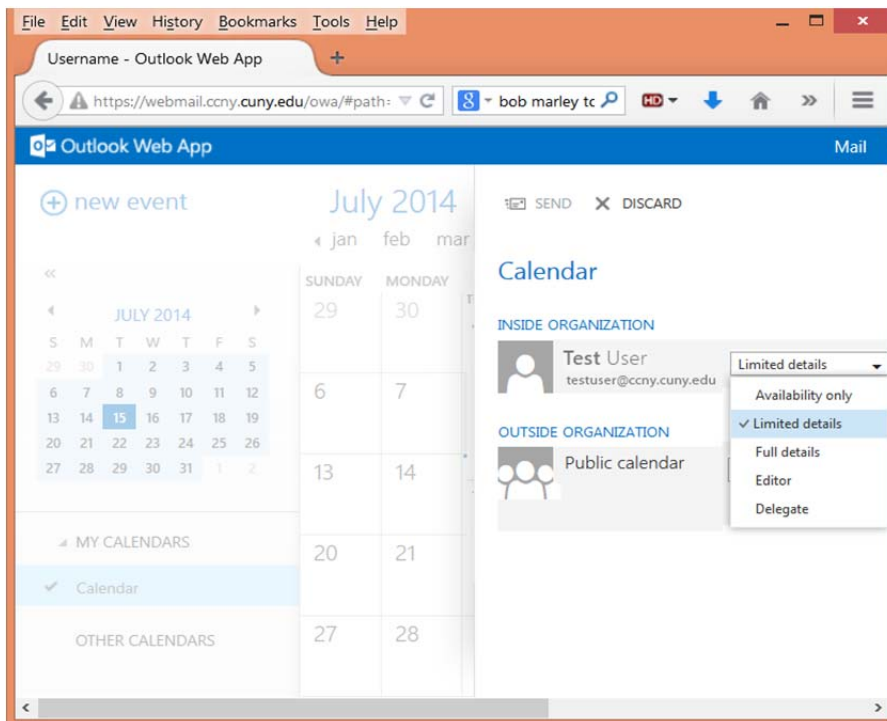 File Edit View History Bookmarks Tools Help
Username - Outlook Web App
https://webmail.ccny.cuny.edu/owa/#path: bob marley tc HD
Outlook Web App Mail
new event
July 2014
SEND DISCARD
jan feb mar
Calendar
SUNDAY MONDAY
JULY 2014
S M T W T F S
29 30 1 2 3 4 5
6 7 8 9 10 11 12
13 14 15 16 17 18 19
20 21 22 23 24 25 26
27 28 29 30 31 1 2
29 30
6 7
13 14
20 21
27 28
INSIDE ORGANIZATION
Test User
testuser@ccny.cuny.edu
Limited details
Availability only
Limited details
Full details
Editor
Delegate
OUTSIDE ORGANIZATION
Public calendar
MY CALENDARS
Calendar
OTHER CALENDARS